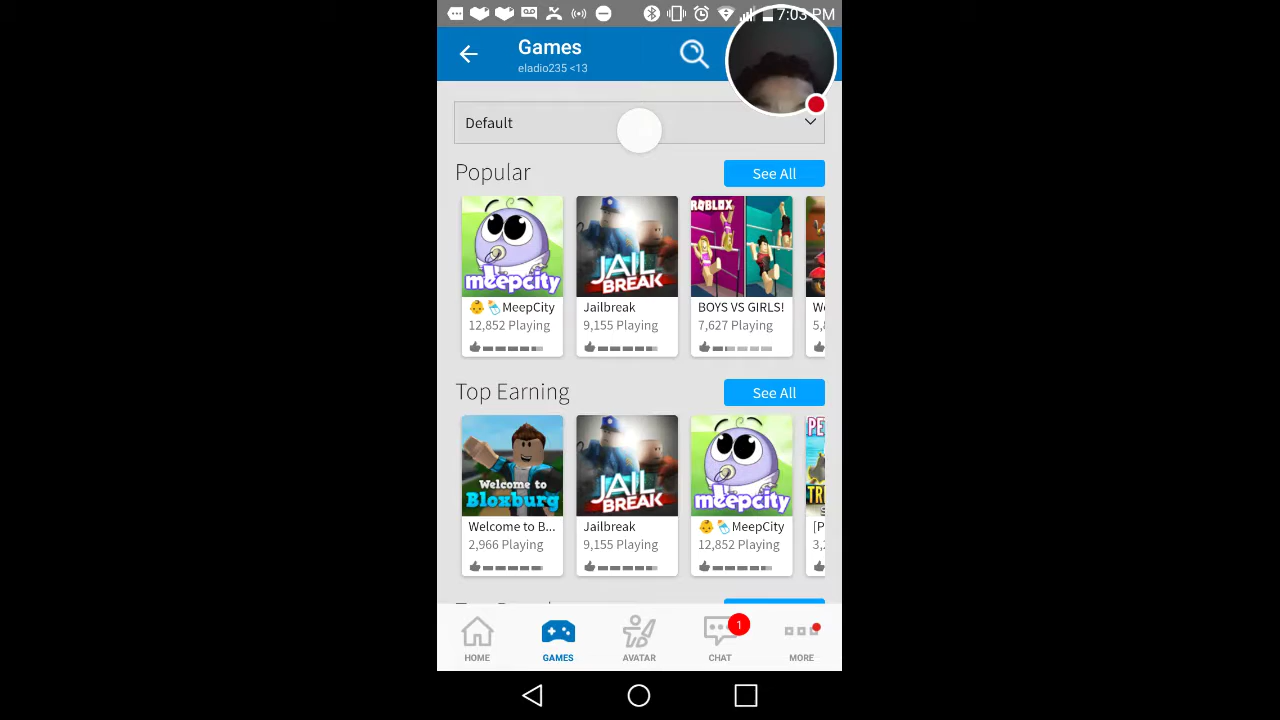 7:03 PM
Games
eladio235 <13
Default
Popular
See All
meepcity
JAIL
BREAK
ROBLOX
👶🍼MeepCity
Jailbreak
BOYS VS GIRLS!
12,852 Playing
9,155 Playing
7,627 Playing
Top Earning
See All
Welcome to
Bloxburg
JAIL
BREAK
meepcity
Welcome to B...
Jailbreak
👶🍼MeepCity
2,966 Playing
9,155 Playing
12,852 Playing
1
HOME
GAMES
AVATAR
CHAT
MORE